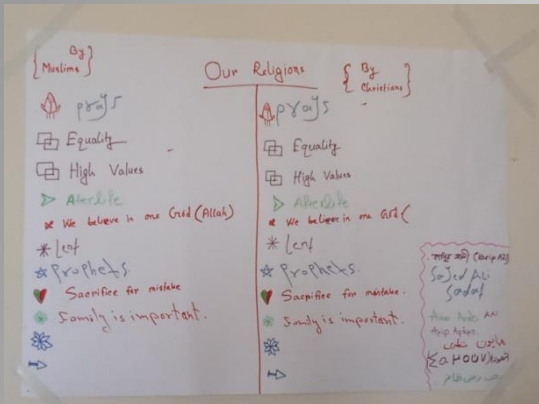 By
Muslims
Our Religions
By
Christians
prays
Equality
High Values
Afterlife
We believe in one God (Allah)
Lent
Prophets.
Sacrifice for mistake
family is important.
prays
Equality
High Values
Afterlife
We believe in one God (
Lent
Prophets.
Sacrifice for mistake.
family is important.
Sajed Ali